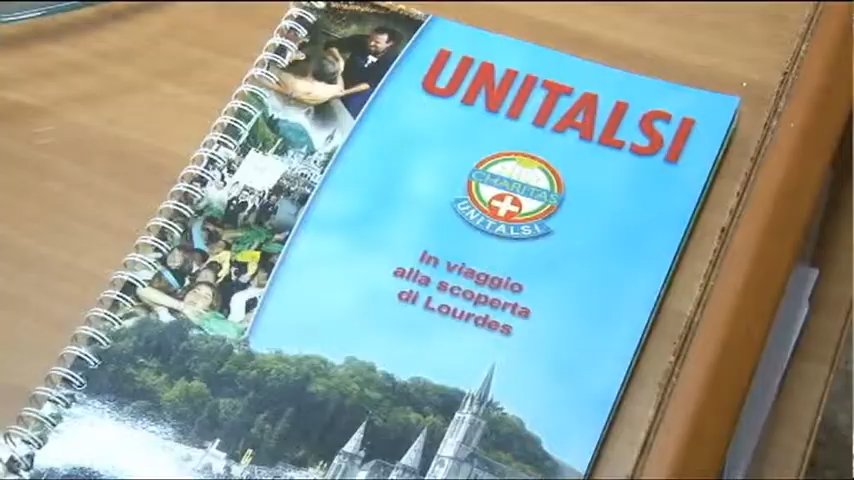 UNITALSI
CHARITAS
UNITALSI
In viaggio
alla scoperta
di Lourdes